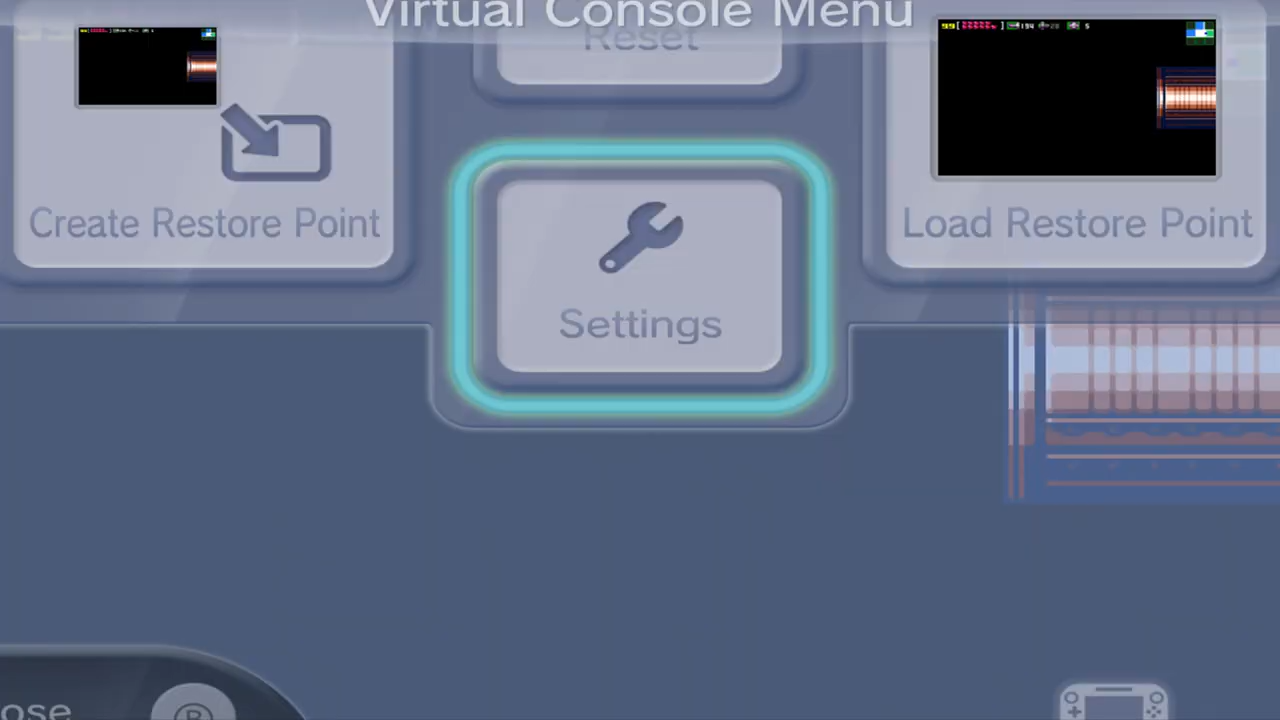 Virtual Console Menu
Reset
Create Restore Point
Load Restore Point
Settings
ose
B